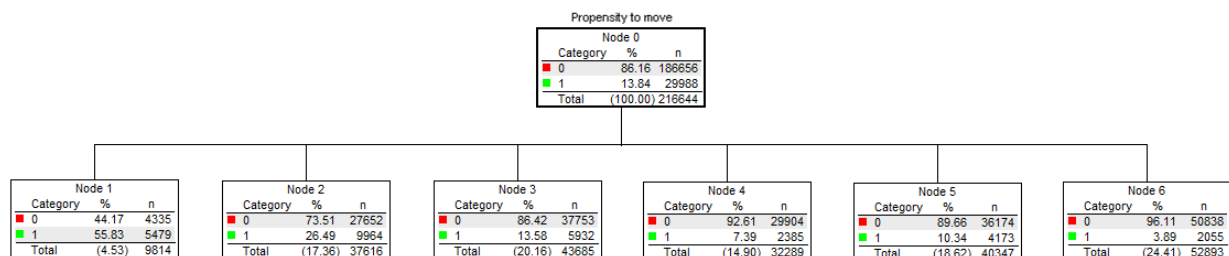 Propensity to move
Node 0
Category % n
0 86.16 186656
1 13.84 29988
Total (100.00) 216644
Node 1
Category % n
0 44.17 4335
1 55.83 5479
Total (4.53) 9814
Node 2
Category % n
0 73.51 27652
1 26.49 9964
Total (17.36) 37616
Node 3
Category % n
0 86.42 37753
1 13.58 5932
Total (20.16) 43685
Node 4
Category % n
0 92.61 29904
1 7.39 2385
Total (14.90) 32289
Node 5
Category % n
0 89.66 36174
1 10.34 4173
Total (18.62) 40347
Node 6
Category % n
0 96.11 50838
1 3.89 2055
Total (24.41) 52893